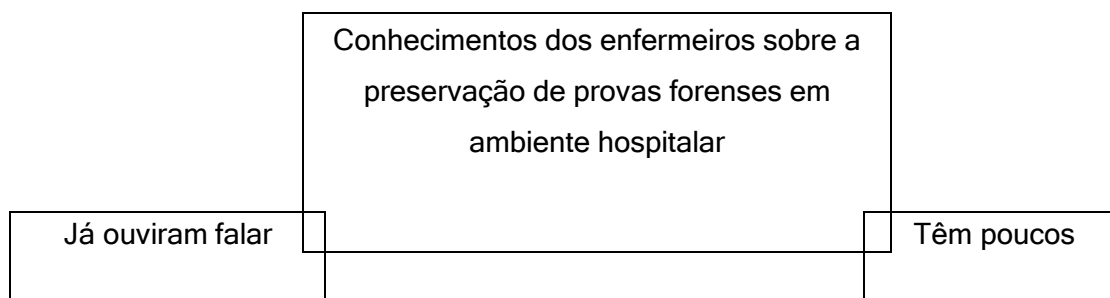 Conhecimentos dos enfermeiros sobre a
preservação de provas forenses em
ambiente hospitalar
Já ouviram falar
Têm poucos